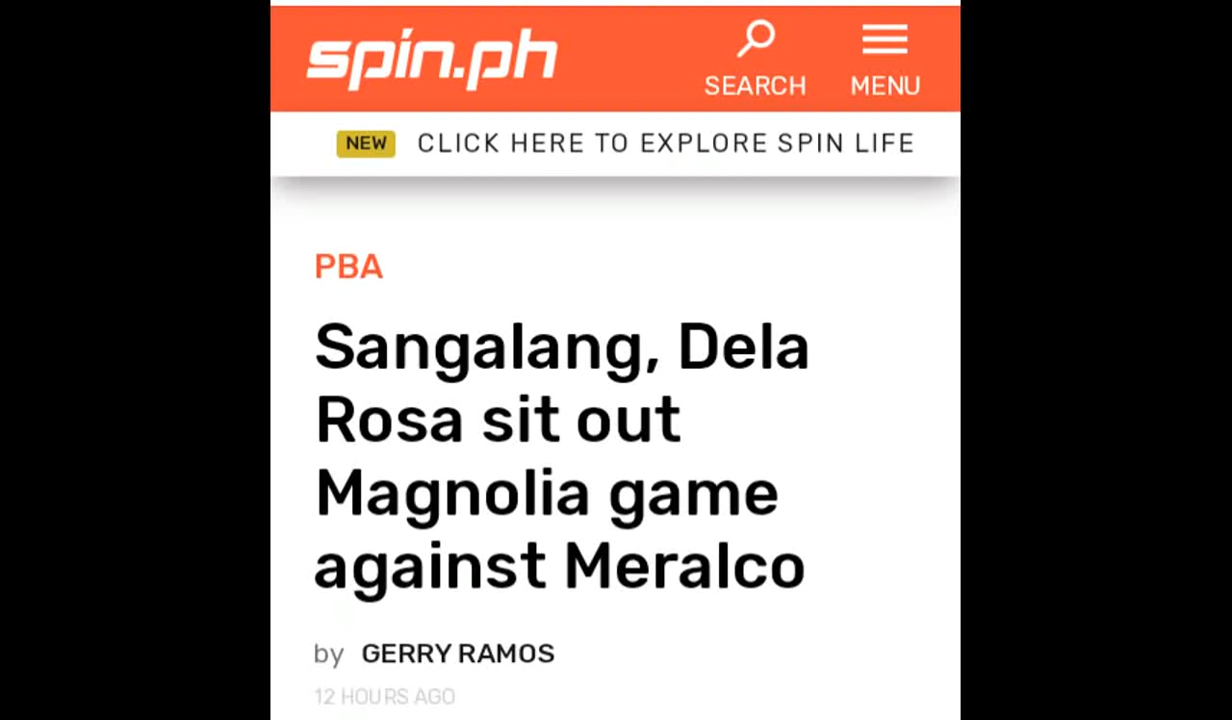 spin.ph
SEARCH
MENU
NEW CLICK HERE TO EXPLORE SPIN LIFE
PBA
Sangalang, Dela
Rosa sit out
Magnolia game
against Meralco
by GERRY RAMOS
12 HOURS AGO